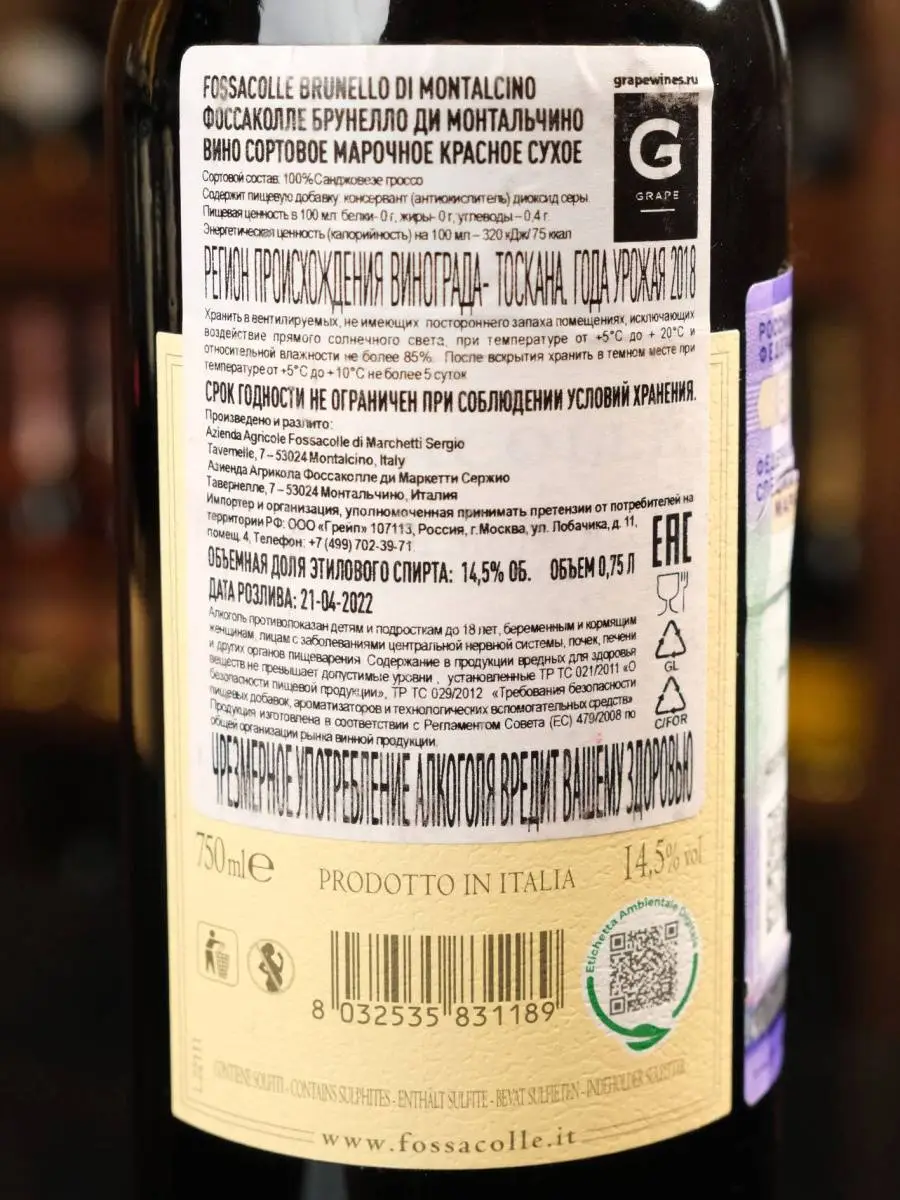 FOSSACOLLE BRUNELLO DI MONTALCINO
ФОССАКОЛЛЕ БРУНЕЛЛО ДИ МОНТАЛЬЧИНО
ВИНО СОРТОВОЕ МАРОЧНОЕ КРАСНОЕ СУХОЕ
grapewines.ru
G
GRAPE
Сортовой состав: 100% Санджовезе гроссо
Содержит пищевую добавку: консервант (антиокислитель) диоксид серы.
Пищевая ценность в 100 мл: белки- 0 г, жиры- 0 г, углеводы – 0,4 г.
Энергетическая ценность (калорийность) на 100 мл – 320 кДж/ 75 ккал
РЕГИОН ПРОИСХОЖДЕНИЯ ВИНОГРАДА- ТОСКАНА. ГОДА УРОЖАЯ 2018
Хранить в вентилируемых, не имеющих постороннего запаха помещениях, исключающих
воздействие прямого солнечного света, при температуре от +5°С до + 20°С и
относительной влажности не более 85%. После вскрытия хранить в темном месте при
температуре от +5°С до +10°С не более 5 суток
СРОК ГОДНОСТИ НЕ ОГРАНИЧЕН ПРИ СОБЛЮДЕНИИ УСЛОВИЙ ХРАНЕНИЯ.
Произведено и разлито:
Azienda Agricole Fossacolle di Marchetti Sergio
Tavernelle, 7 – 53024 Montalcino, Italy
Азиенда Агрикола Фоссаколле ди Маркетти Сержио
Тавернелле, 7 – 53024 Монтальчино, Италия
Импортер и организация, уполномоченная принимать претензии от потребителей на
территории РФ: ООО «Грейп» 107113, Россия, г.Москва, ул. Лобачика, д. 11,
помещ. 4, Телефон: +7 (499) 702-39-71
EAC
ОБЪЕМНАЯ ДОЛЯ ЭТИЛОВОГО СПИРТА: 14,5% ОБ. ОБЪЕМ 0,75 Л
ДАТА РОЗЛИВА: 21-04-2022
Алкоголь противопоказан детям и подросткам до 18 лет, беременным и кормящим
женщинам, лицам с заболеваниями центральной нервной системы, почек, печени
и других органов пищеварения. Содержание в продукции вредных для здоровья
веществ не превышает допустимые уровни , установленные ТР ТС 021/2011 «О
безопасности пищевой продукции», ТР ТС 029/2012 «Требования безопасности
пищевых добавок, ароматизаторов и технологических вспомогательных средств»
Продукция изготовлена в соответствии с Регламентом Совета (ЕС) 479/2008 по
общей организации рынка винной продукции.
GL
C/FOR
ЧРЕЗМЕРНОЕ УПОТРЕБЛЕНИЕ АЛКОГОЛЯ ВРЕДИТ ВАШЕМУ ЗДОРОВЬЮ
750 ml e
PRODOTTO IN ITALIA
14,5% vol
Etichetta Ambientale Digitale
8 032535 831189
CONTIENE SOLFITI - CONTAINS SULPHITES - ENTHÄLT SULFITE - BEVAT SULFIETEN - INDEHOLDER SULFITTER
www.fossacolle.it